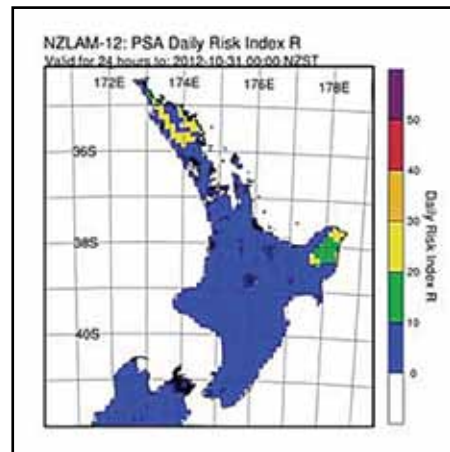 NZLAM-12: PSA Daily Risk Index R
Valid for 24 hours to: 2012-10-31 00:00 NZST
172E 174E 176E 178E
36S
38S
40S
50
40
30
20
10
0
Daily Risk Index R